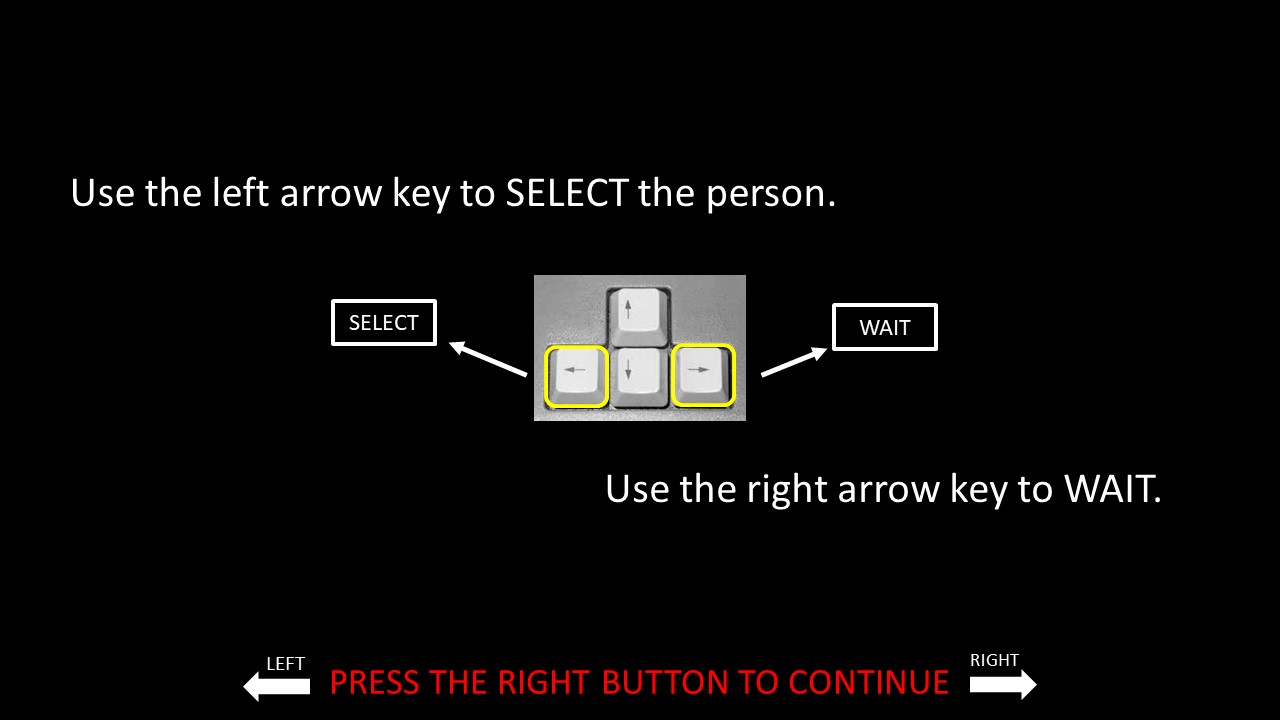 Use the left arrow key to SELECT the person.
SELECT
WAIT
Use the right arrow key to WAIT.
LEFT
PRESS THE RIGHT BUTTON TO CONTINUE
RIGHT